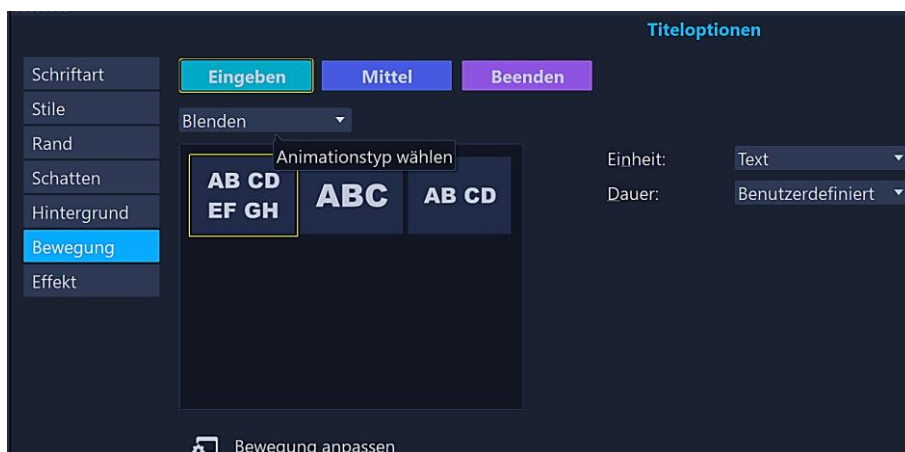 Titeloptionen
Schriftart
Stile
Rand
Schatten
Hintergrund
Bewegung
Effekt
Eingeben Mittel Beenden
Blenden
Animationstyp wählen
AB CD
EF GH
ABC
AB CD
Einheit: Text
Dauer: Benutzerdefiniert
Bewegung anpassen